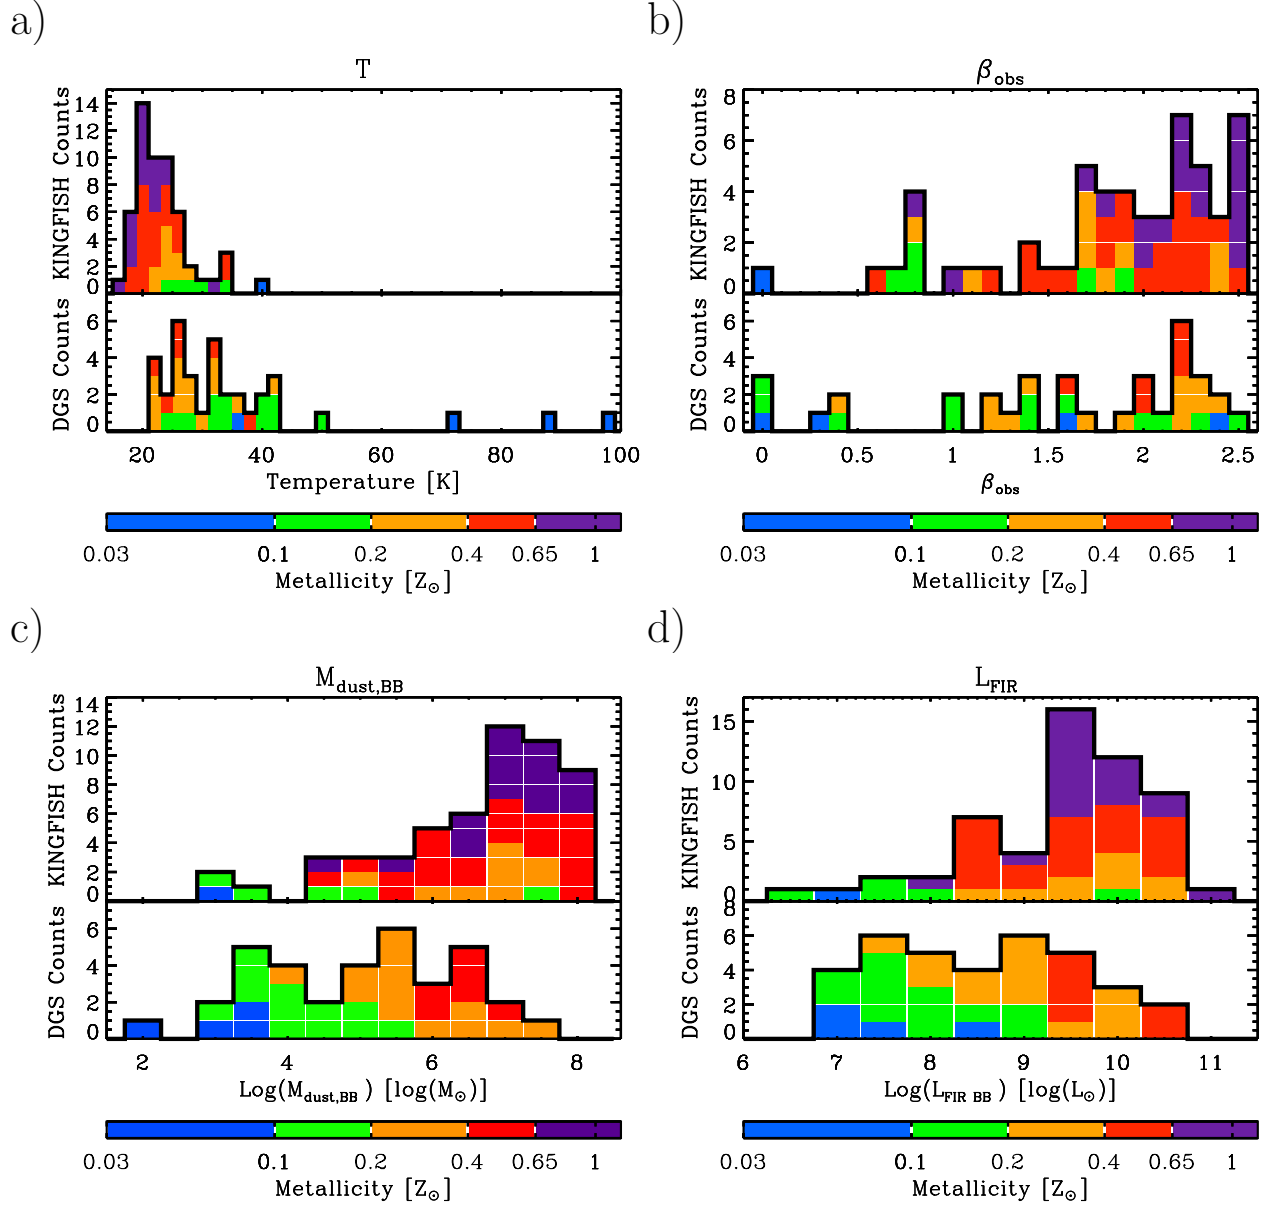 a)
T
KINGFISH Counts
14
12
10
8
6
4
2
0
DGS Counts
6
4
2
0
20 40 60 80 100
Temperature [K]
0.03 0.1 0.2 0.4 0.65 1
Metallicity [Z⊙]
b)
βobs
KINGFISH Counts
8
6
4
2
0
DGS Counts
6
4
2
0
0 0.5 1 1.5 2 2.5
βobs
0.03 0.1 0.2 0.4 0.65 1
Metallicity [Z⊙]
c)
Mdust,BB
KINGFISH Counts
14
12
10
8
6
4
2
0
DGS Counts
6
4
2
0
2 4 6 8
Log(Mdust,BB) [log(M⊙)]
0.03 0.1 0.2 0.4 0.65 1
Metallicity [Z⊙]
d)
LFIR
KINGFISH Counts
15
10
5
0
DGS Counts
8
6
4
2
0
6 7 8 9 10 11
Log(LFIR BB) [log(L⊙)]
0.03 0.1 0.2 0.4 0.65 1
Metallicity [Z⊙]